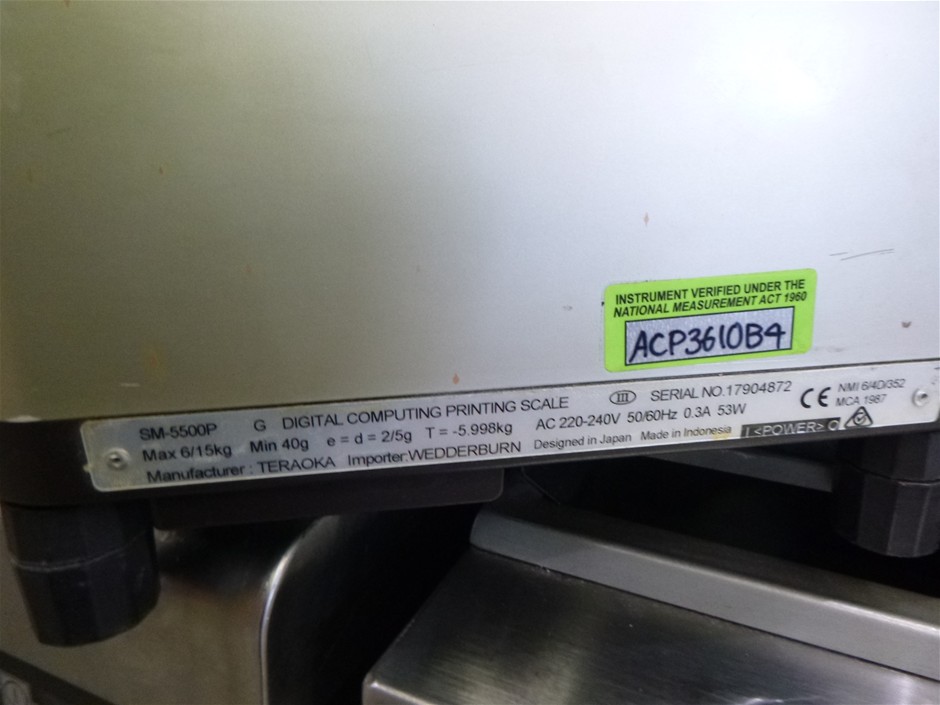 INSTRUMENT VERIFIED UNDER THE
NATIONAL MEASUREMENT ACT 1960
ACP3610B4
SM-5500P G DIGITAL COMPUTING PRINTING SCALE III SERIAL NO.17904872 CE NMI 6/4D/352
Max 6/15kg Min 40g e = d = 2/5g T = -5.998kg AC 220-240V 50/60Hz 0.3A 53W MCA 1987
Manufacturer : TERAOKA Importer:WEDDERBURN Designed in Japan Made in Indonesia | <POWER> O